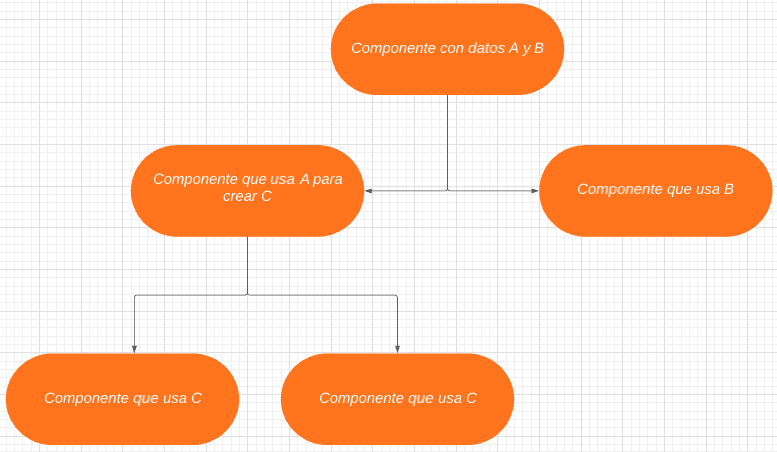 Componente con datos A y B
Componente que usa A para
crear C
Componente que usa B
Componente que usa C
Componente que usa C